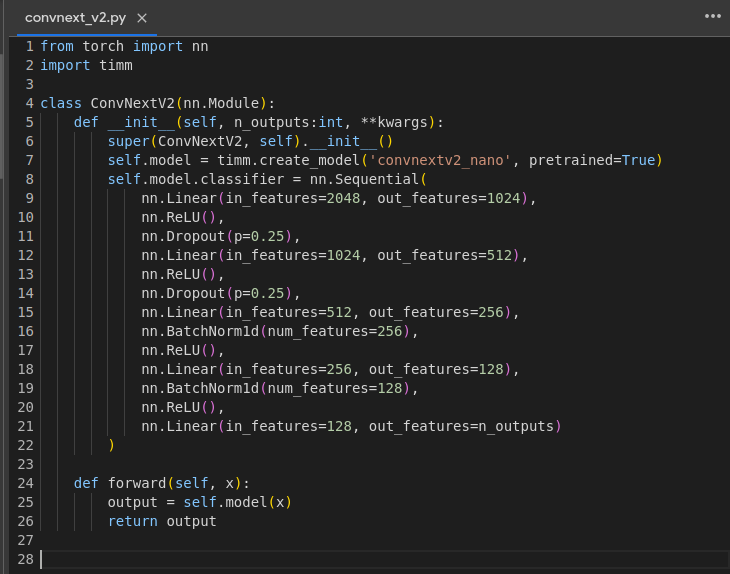 convnext_v2.py ×
1 from torch import nn
2 import timm
3
4 class ConvNextV2(nn.Module):
5     def __init__(self, n_outputs:int, **kwargs):
6         super(ConvNextV2, self).__init__()
7         self.model = timm.create_model('convnextv2_nano', pretrained=True)
8         self.model.classifier = nn.Sequential(
9             nn.Linear(in_features=2048, out_features=1024),
10             nn.ReLU(),
11             nn.Dropout(p=0.25),
12             nn.Linear(in_features=1024, out_features=512),
13             nn.ReLU(),
14             nn.Dropout(p=0.25),
15             nn.Linear(in_features=512, out_features=256),
16             nn.BatchNorm1d(num_features=256),
17             nn.ReLU(),
18             nn.Linear(in_features=256, out_features=128),
19             nn.BatchNorm1d(num_features=128),
20             nn.ReLU(),
21             nn.Linear(in_features=128, out_features=n_outputs)
22         )
23
24     def forward(self, x):
25         output = self.model(x)
26         return output
27
28